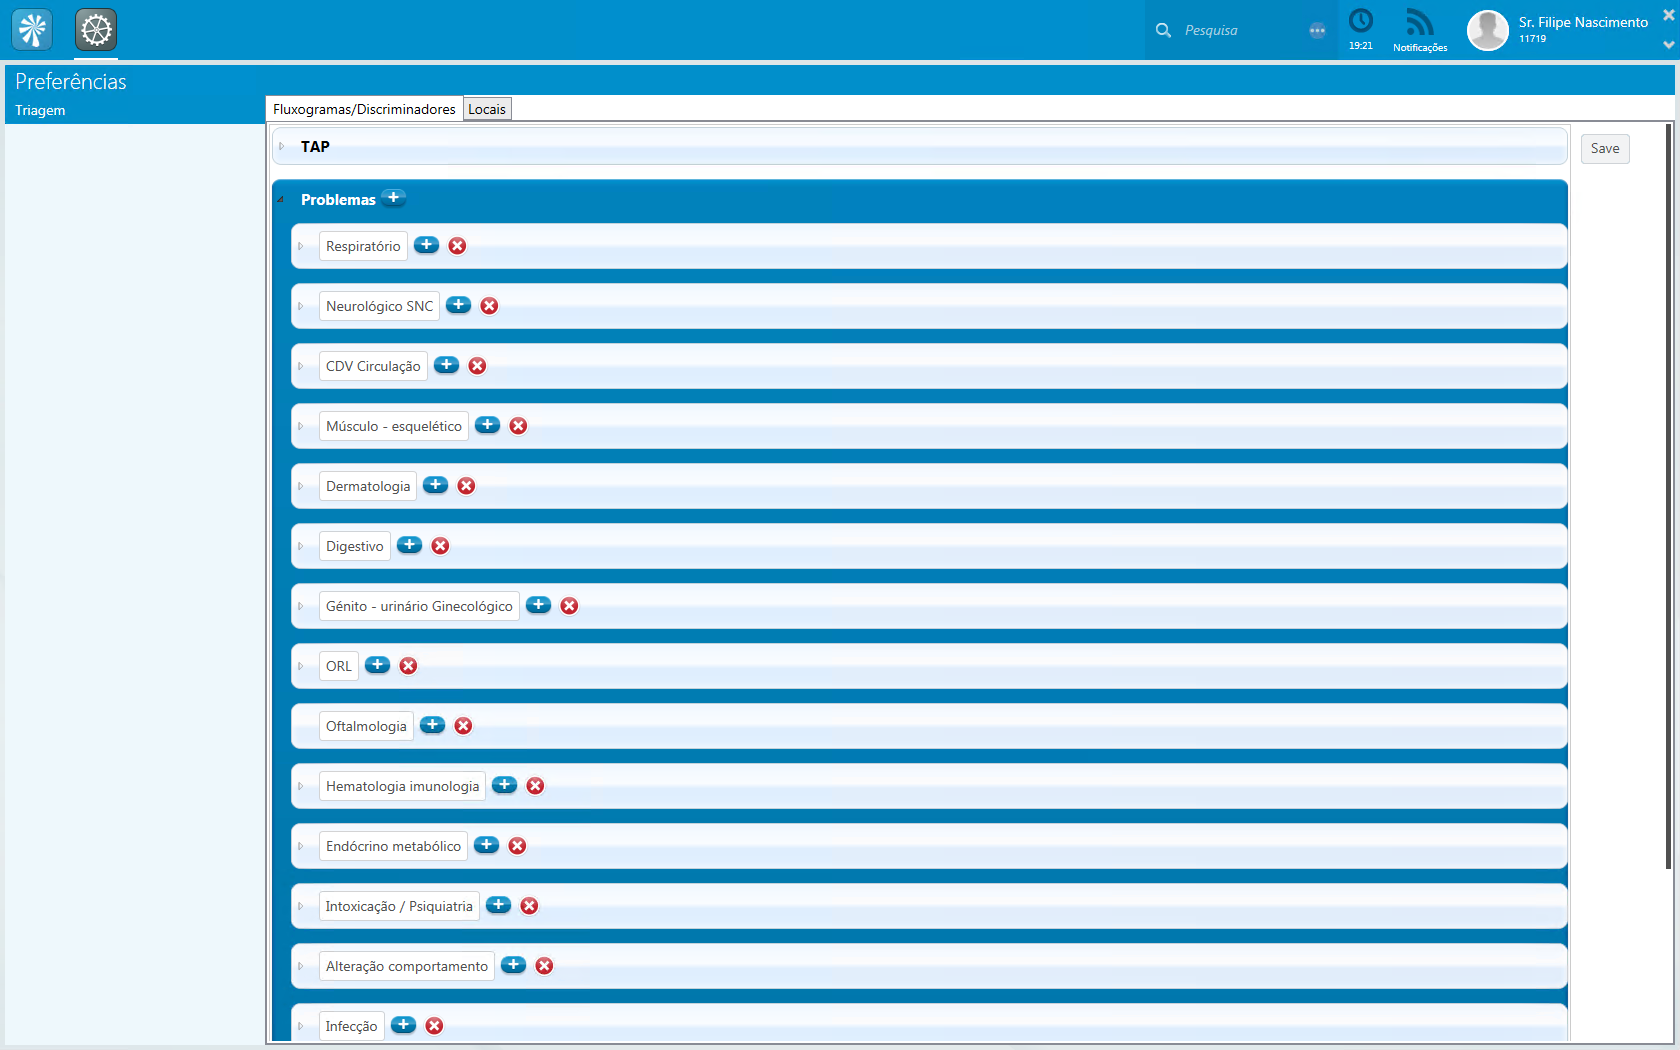 Pesquisa
19:21
Notificações
Sr. Filipe Nascimento
11719
Preferências
Triagem
Fluxogramas/Discriminadores
Locais
TAP
Save
Problemas
Respiratório
Neurológico SNC
CDV Circulação
Músculo - esquelético
Dermatologia
Digestivo
Génito - urinário Ginecológico
ORL
Oftalmologia
Hematologia imunologia
Endócrino metabólico
Intoxicação / Psiquiatria
Alteração comportamento
Infecção